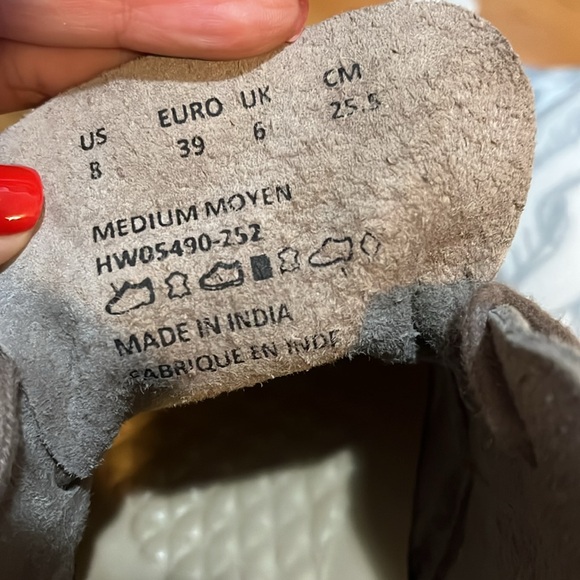 US EURO UK CM
8 39 6 25.5
MEDIUM MOYEN
HW05490-252
MADE IN INDIA
FABRIQUE EN INDE